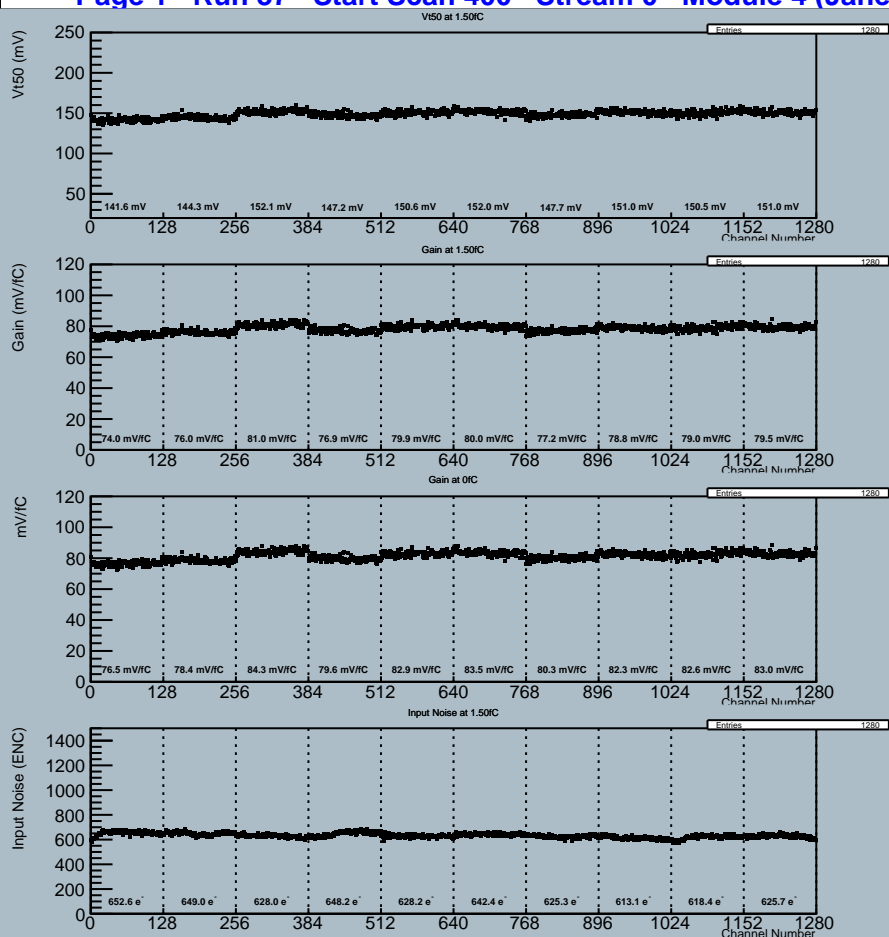 Page 1 Run 87 Start Scan 400 Stream 0 Module 4 (Jane
Vt50 at 1.50fC
Entries 1280
Vt50 (mV)
250
200
150
100
50
141.6 mV 144.3 mV 152.1 mV 147.2 mV 150.6 mV 152.0 mV 147.7 mV 151.0 mV 150.5 mV 151.0 mV
0 128 256 384 512 640 768 896 1024 1152 1280
Channel Number
Gain at 1.50fC
Entries 1280
Gain (mV/fC)
120
100
80
60
40
20
0
74.0 mV/fC 76.0 mV/fC 81.0 mV/fC 76.9 mV/fC 79.9 mV/fC 80.0 mV/fC 77.2 mV/fC 78.8 mV/fC 79.0 mV/fC 79.5 mV/fC
0 128 256 384 512 640 768 896 1024 1152 1280
Channel Number
Gain at 0fC
Entries 1280
mV/fC
120
100
80
60
40
20
0
76.5 mV/fC 78.4 mV/fC 84.3 mV/fC 79.6 mV/fC 82.9 mV/fC 83.5 mV/fC 80.3 mV/fC 82.3 mV/fC 82.6 mV/fC 83.0 mV/fC
0 128 256 384 512 640 768 896 1024 1152 1280
Channel Number
Input Noise at 1.50fC
Entries 1280
Input Noise (ENC)
1400
1200
1000
800
600
400
200
0
652.6 e- 649.0 e- 628.0 e- 648.2 e- 628.2 e- 642.4 e- 625.3 e- 613.1 e- 618.4 e- 625.7 e-
0 128 256 384 512 640 768 896 1024 1152 1280
Channel Number